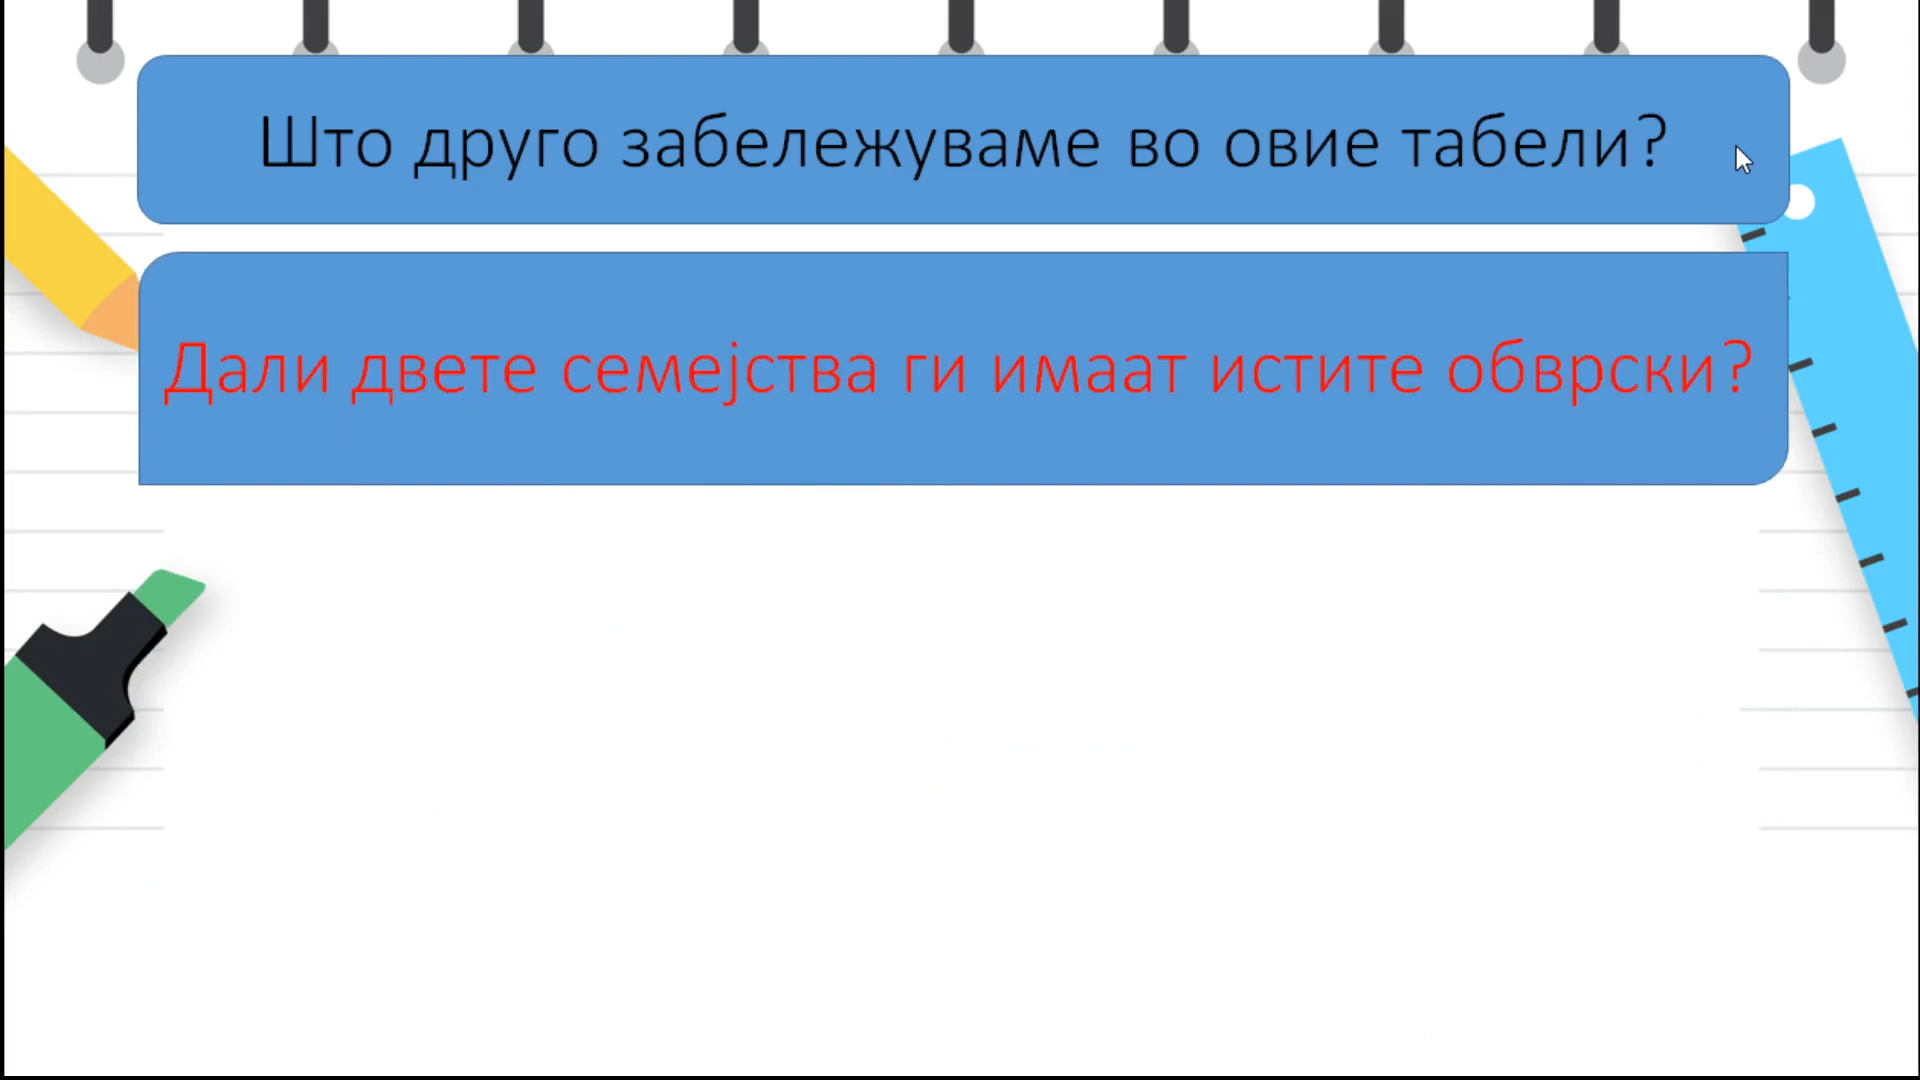 Што друго забележуваме во овие табели?
Дали двете семејства ги имаат истите обврски?